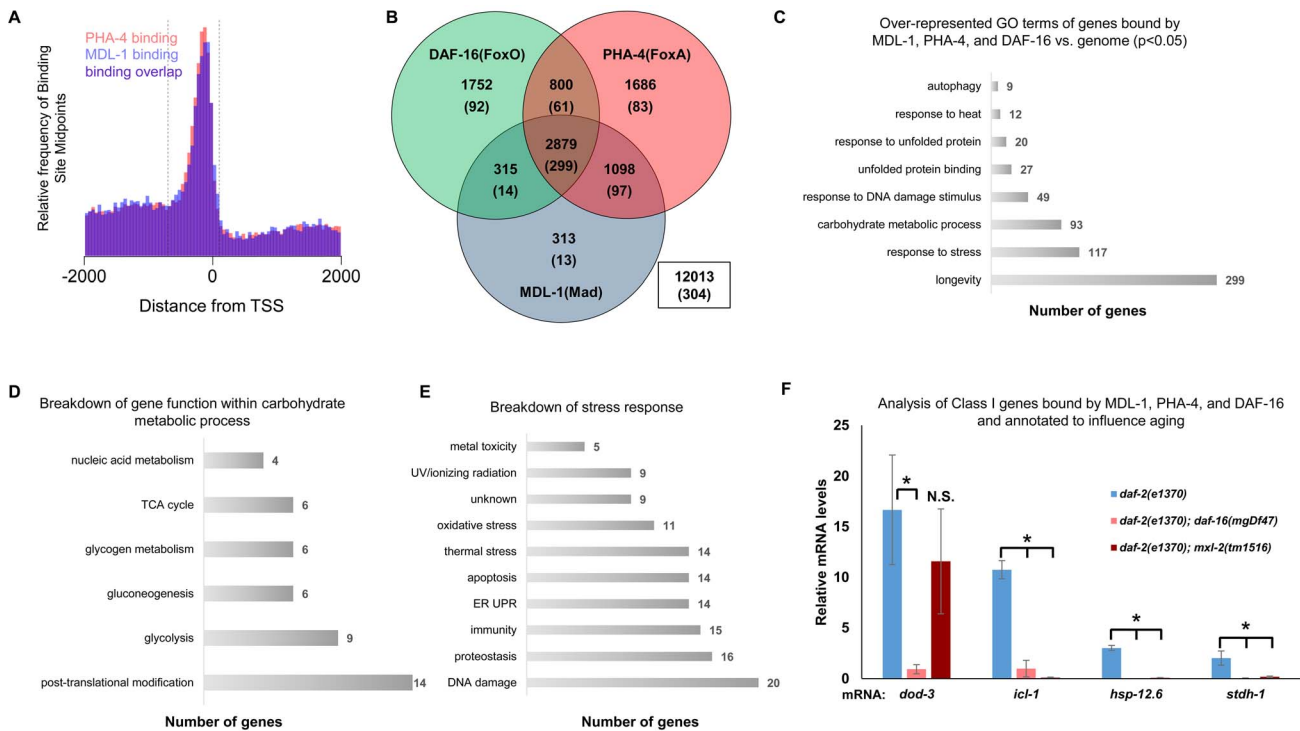 A
PHA-4 binding
MDL-1 binding
binding overlap
Relative frequency of Binding
Site Midpoints
-2000
0
2000
Distance from TSS
B
DAF-16(FoxO)
1752
(92)
800
(61)
PHA-4(FoxA)
1686
(83)
2879
(299)
315
(14)
1098
(97)
313
(13)
MDL-1(Mad)
12013
(304)
C
Over-represented GO terms of genes bound by
MDL-1, PHA-4, and DAF-16 vs. genome (p<0.05)
autophagy 9
response to heat 12
response to unfolded protein 20
unfolded protein binding 27
response to DNA damage stimulus 49
carbohydrate metabolic process 93
response to stress 117
longevity 299
Number of genes
D
Breakdown of gene function within carbohydrate
metabolic process
nucleic acid metabolism 4
TCA cycle 6
glycogen metabolism 6
gluconeogenesis 6
glycolysis 9
post-translational modification 14
Number of genes
E
Breakdown of stress response
metal toxicity 5
UV/ionizing radiation 9
unknown 9
oxidative stress 11
thermal stress 14
apoptosis 14
ER UPR 14
immunity 15
proteostasis 16
DNA damage 20
Number of genes
F
Analysis of Class I genes bound by MDL-1, PHA-4, and DAF-16
and annotated to influence aging
Relative mRNA levels
25
20
15
10
5
0
*
N.S.
*
*
*
daf-2(e1370)
daf-2(e1370); daf-16(mgDf47)
daf-2(e1370); mxl-2(tm1516)
mRNA: dod-3 icl-1 hsp-12.6 stdh-1